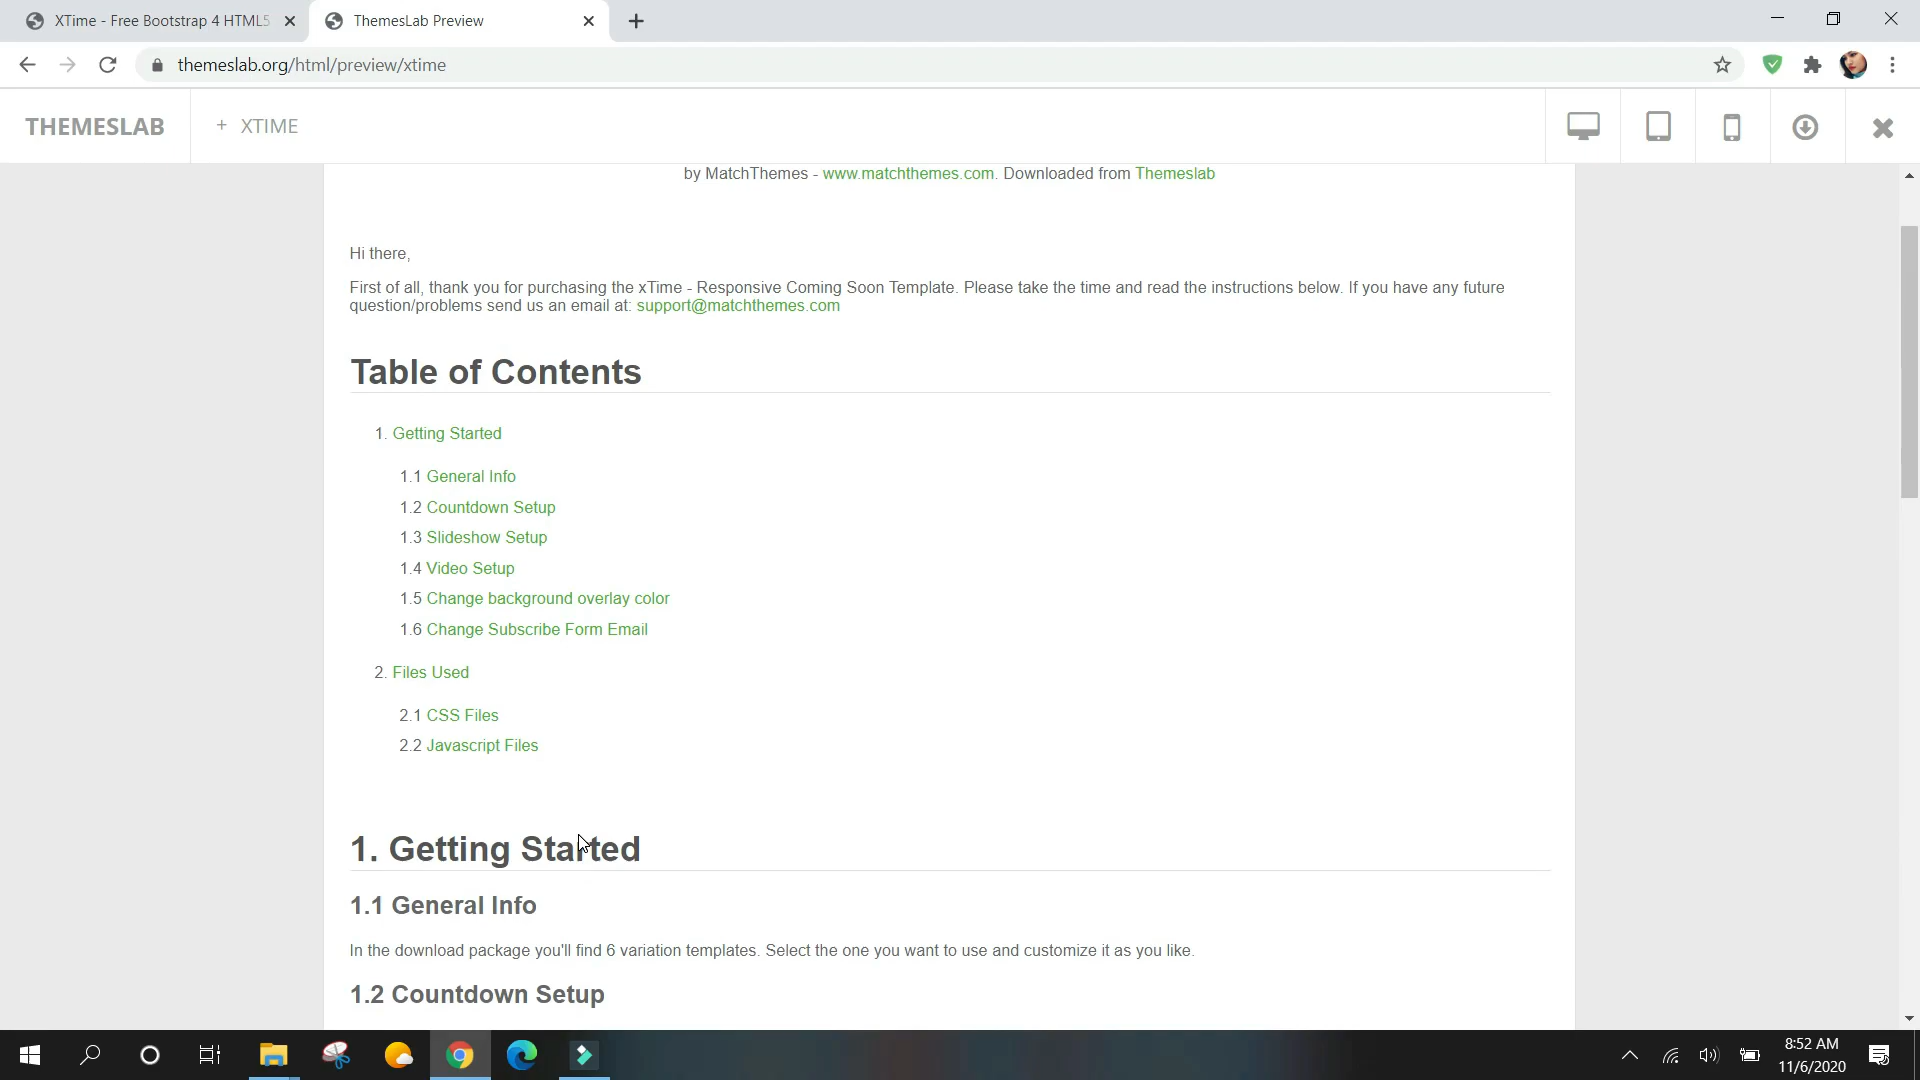 XTime - Free Bootstrap 4 HTML5
ThemesLab Preview
themeslab.org/html/preview/xtime
THEMESLAB
+ XTIME
by MatchThemes - www.matchthemes.com. Downloaded from Themeslab
Hi there,
First of all, thank you for purchasing the xTime - Responsive Coming Soon Template. Please take the time and read the instructions below. If you have any future
question/problems send us an email at: support@matchthemes.com
Table of Contents
1. Getting Started
1.1 General Info
1.2 Countdown Setup
1.3 Slideshow Setup
1.4 Video Setup
1.5 Change background overlay color
1.6 Change Subscribe Form Email
2. Files Used
2.1 CSS Files
2.2 Javascript Files
1. Getting Started
1.1 General Info
In the download package you'll find 6 variation templates. Select the one you want to use and customize it as you like.
1.2 Countdown Setup
8:52 AM
11/6/2020